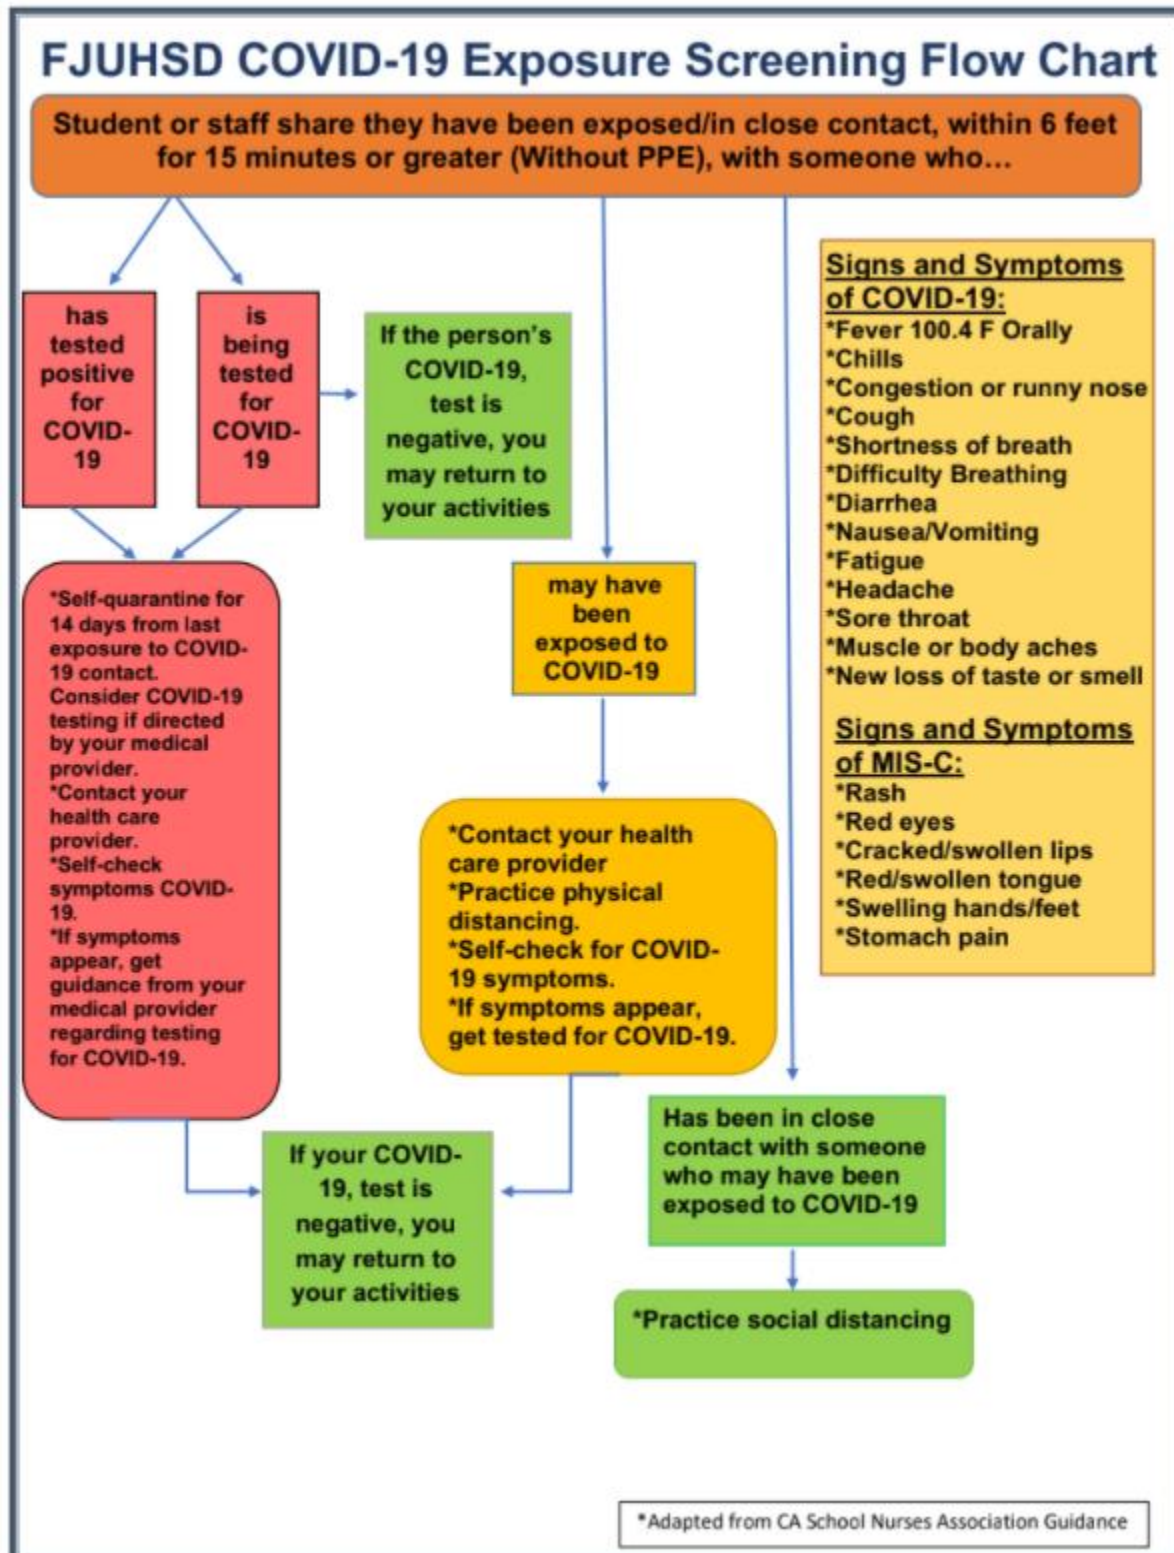 FJUHSD COVID-19 Exposure Screening Flow Chart
Student or staff share they have been exposed/in close contact, within 6 feet
for 15 minutes or greater (Without PPE), with someone who…
has
tested
positive
for
COVID-
19
is
being
tested
for
COVID-
19
If the person's
COVID-19,
test is
negative, you
may return to
your activities
may have
been
exposed to
COVID-19
Signs and Symptoms
of COVID-19:
*Fever 100.4 F Orally
*Chills
*Congestion or runny nose
*Cough
*Shortness of breath
*Difficulty Breathing
*Diarrhea
*Nausea/Vomiting
*Fatigue
*Headache
*Sore throat
*Muscle or body aches
*New loss of taste or smell
Signs and Symptoms
of MIS-C:
*Rash
*Red eyes
*Cracked/swollen lips
*Red/swollen tongue
*Swelling hands/feet
*Stomach pain
*Self-quarantine for
14 days from last
exposure to COVID-
19 contact.
Consider COVID-19
testing if directed
by your medical
provider.
*Contact your
health care
provider.
*Self-check
symptoms COVID-
19.
*If symptoms
appear, get
guidance from your
medical provider
regarding testing
for COVID-19.
*Contact your health
care provider
*Practice physical
distancing.
*Self-check for COVID-
19 symptoms.
*If symptoms appear,
get tested for COVID-19.
If your COVID-
19, test is
negative, you
may return to
your activities
Has been in close
contact with someone
who may have been
exposed to COVID-19
*Practice social distancing
*Adapted from CA School Nurses Association Guidance